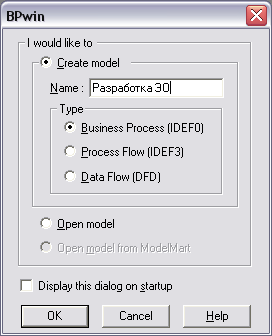 BPwin
I would like to
Create model
Name :
Разработка ЭО
Type
Business Process (IDEF0)
Process Flow (IDEF3)
Data Flow (DFD)
Open model
Open model from ModelMart
Display this dialog on startup
OK
Cancel
Help